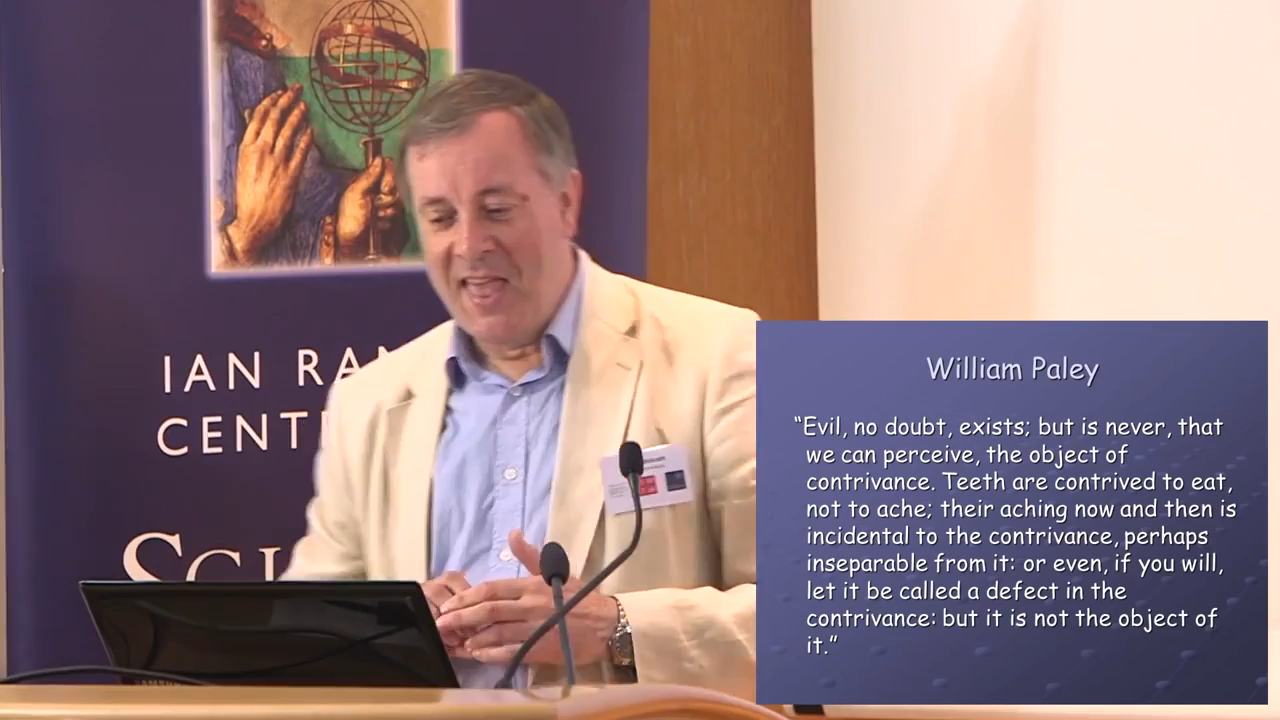 IAN RAM
CENT
SCI
William Paley
“Evil, no doubt, exists; but is never, that
we can perceive, the object of
contrivance. Teeth are contrived to eat,
not to ache; their aching now and then is
incidental to the contrivance, perhaps
inseparable from it: or even, if you will,
let it be called a defect in the
contrivance: but it is not the object of
it.”